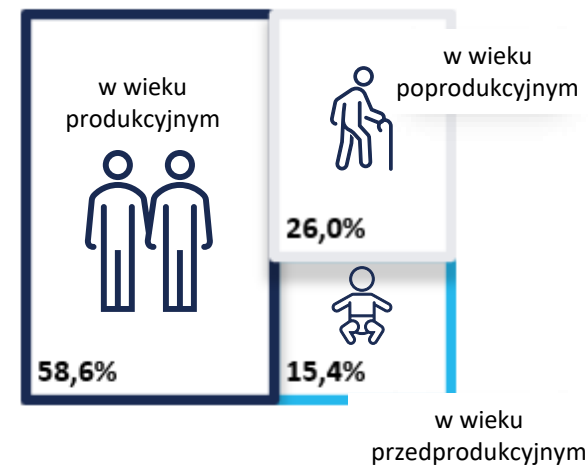 w wieku
produkcyjnym
58,6%
w wieku
poprodukcyjnym
26,0%
15,4%
w wieku
przedprodukcyjnym